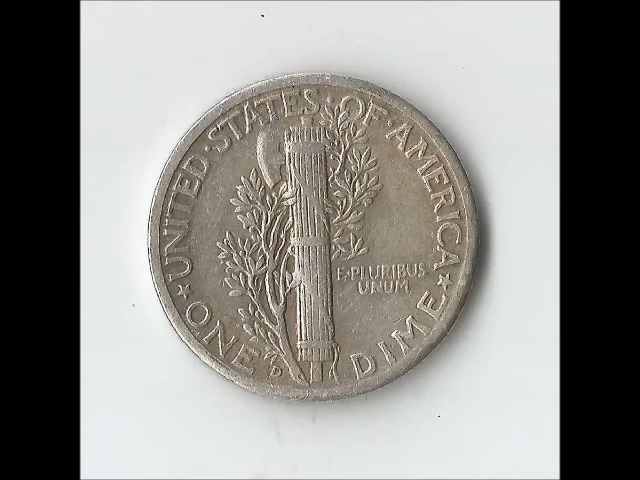 UNITED·STATES·OF·AMERICA
E·PLURIBUS
UNUM
ONE DIME
D